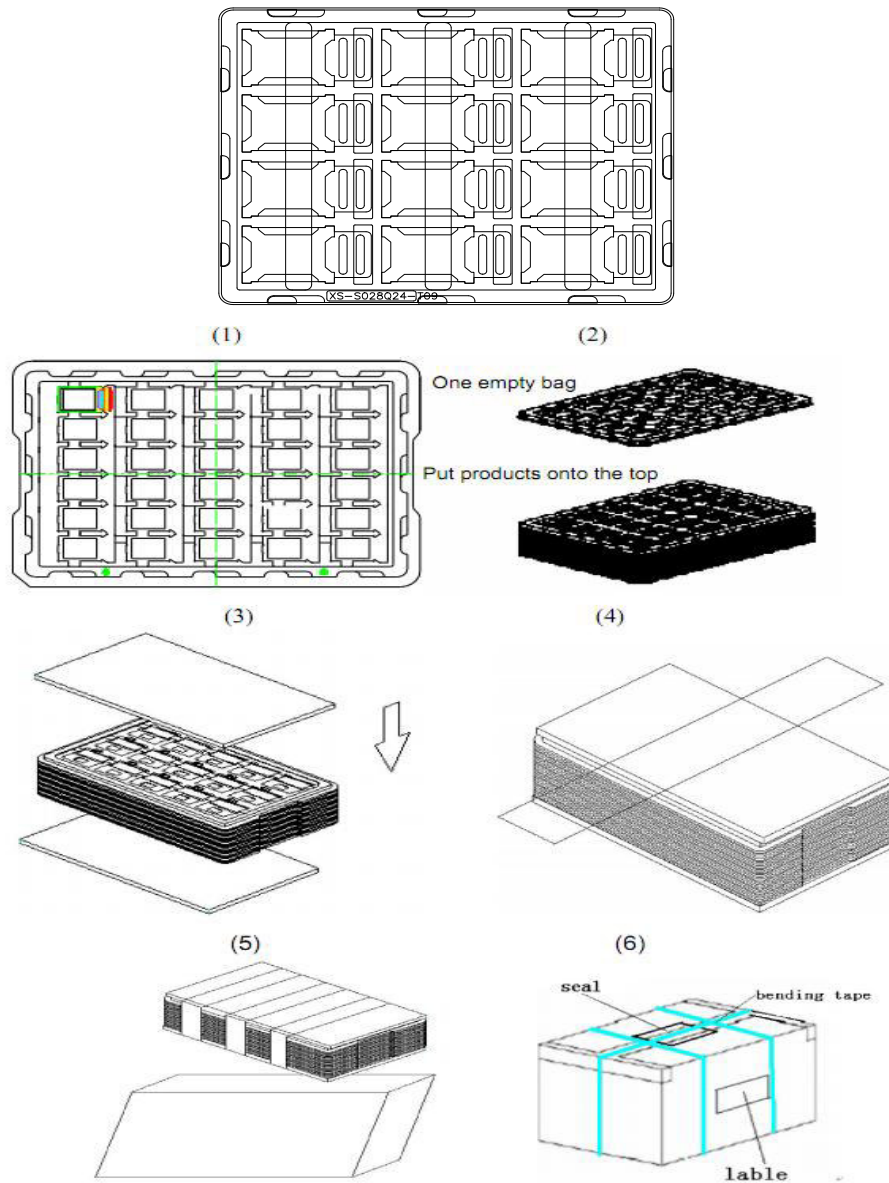 XS-S028Q24-T09
(1) (2)
One empty bag
Put products onto the top
(3) (4)
(5) (6)
seal
bending tape
lable